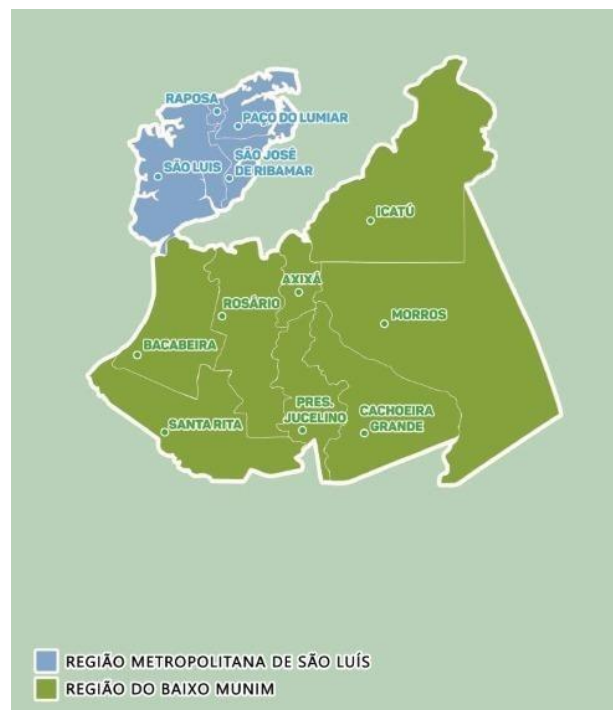 RAPOSA
PAÇO DO LUMIAR
SÃO LUIS
SÃO JOSÉ
DE RIBAMAR
ICATÚ
AXIXÁ
ROSÁRIO
MORROS
BACABEIRA
PRES.
JUCELINO
CACHOEIRA
GRANDE
SANTA RITA
REGIÃO METROPOLITANA DE SÃO LUÍS
REGIÃO DO BAIXO MUNIM